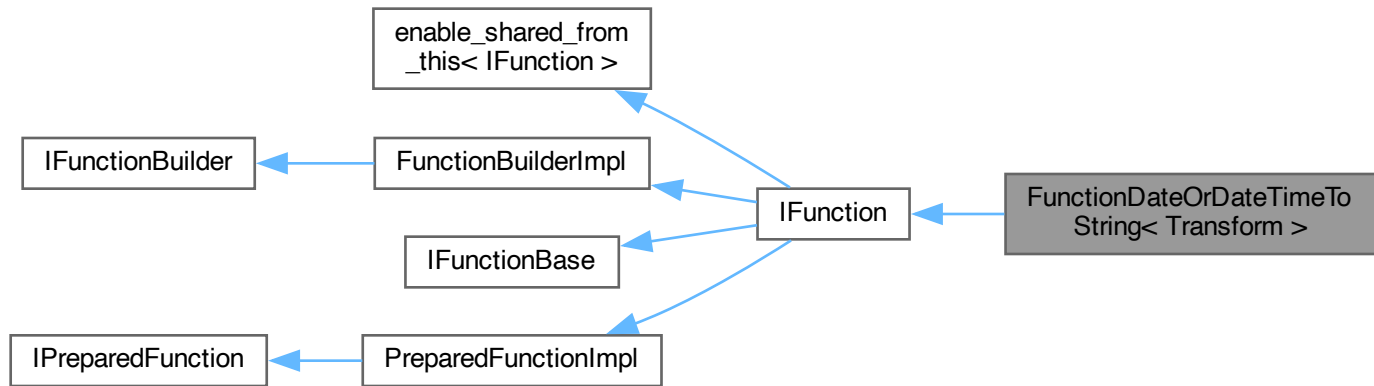 enable_shared_from
_this< IFunction >
IFunctionBuilder
FunctionBuilderImpl
IFunction
FunctionDateOrDateTimeTo
String< Transform >
IFunctionBase
IPreparedFunction
PreparedFunctionImpl